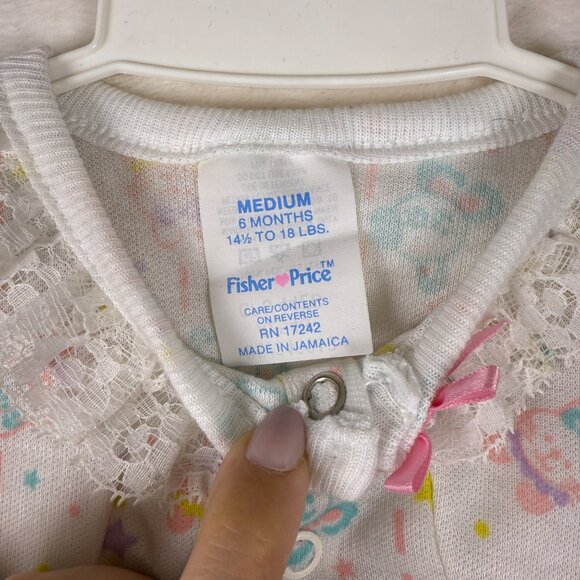 MEDIUM
6 MONTHS
14½ TO 18 LBS.
Fisher Price™
CARE/CONTENTS
ON REVERSE
RN 17242
MADE IN JAMAICA